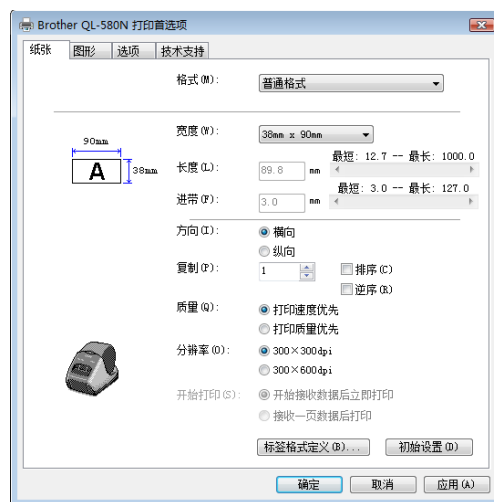 Brother QL-580N 打印首选项
纸张 图形 选项 技术支持
格式(M): 普通格式
宽度(W): 38mm x 90mm
90mm
A 38mm
最短: 12.7 -- 最长: 1000.0
长度(L): 89.8 mm
最短: 3.0 -- 最长: 127.0
进带(F): 3.0 mm
方向(I): 横向
纵向
复制(P): 1 排序(C)
逆序(R)
质量(Q): 打印速度优先
打印质量优先
分辨率(O): 300×300dpi
300×600dpi
开始打印(S): 开始接收数据后立即打印
接收一页数据后打印
标签格式定义(B)... 初始设置(D)
确定 取消 应用(A)